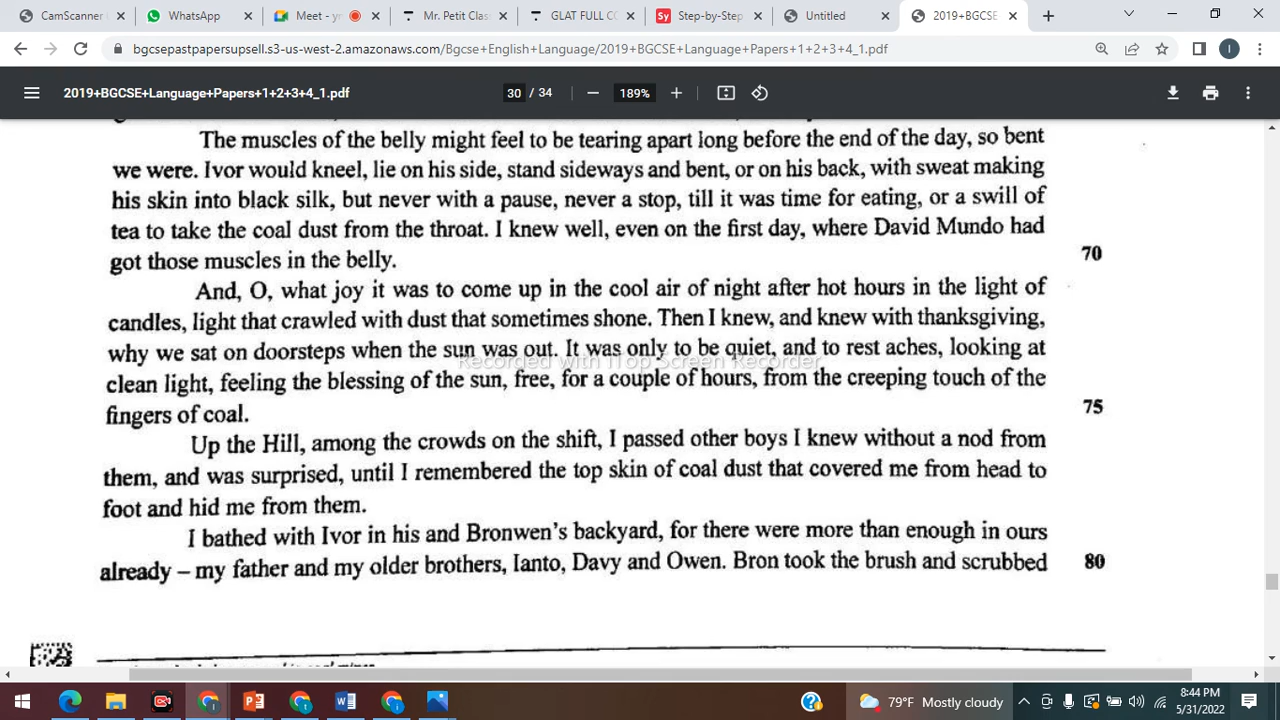 CamScanner
WhatsApp
Meet - yn
Mr. Petit Clas
GLAT FULL CO
Step-by-Step
Untitled
2019+BGCSE
bgcsepastpapersupsell.s3-us-west-2.amazonaws.com/Bgcse+English+Language/2019+BGCSE+Language+Papers+1+2+3+4_1.pdf
2019+BGCSE+Language+Papers+1+2+3+4_1.pdf
30 / 34
189%
The muscles of the belly might feel to be tearing apart long before the end of the day, so bent
we were. Ivor would kneel, lie on his side, stand sideways and bent, or on his back, with sweat making
his skin into black silk, but never with a pause, never a stop, till it was time for eating, or a swill of
tea to take the coal dust from the throat. I knew well, even on the first day, where David Mundo had
got those muscles in the belly. 70
And, O, what joy it was to come up in the cool air of night after hot hours in the light of
candles, light that crawled with dust that sometimes shone. Then I knew, and knew with thanksgiving,
why we sat on doorsteps when the sun was out. It was only to be quiet, and to rest aches, looking at
Recorded with iTop Screen Recorder
clean light, feeling the blessing of the sun, free, for a couple of hours, from the creeping touch of the
fingers of coal. 75
Up the Hill, among the crowds on the shift, I passed other boys I knew without a nod from
them, and was surprised, until I remembered the top skin of coal dust that covered me from head to
foot and hid me from them.
I bathed with Ivor in his and Bronwen's backyard, for there were more than enough in ours
already – my father and my older brothers, Ianto, Davy and Owen. Bron took the brush and scrubbed 80
79°F Mostly cloudy
8:44 PM
5/31/2022